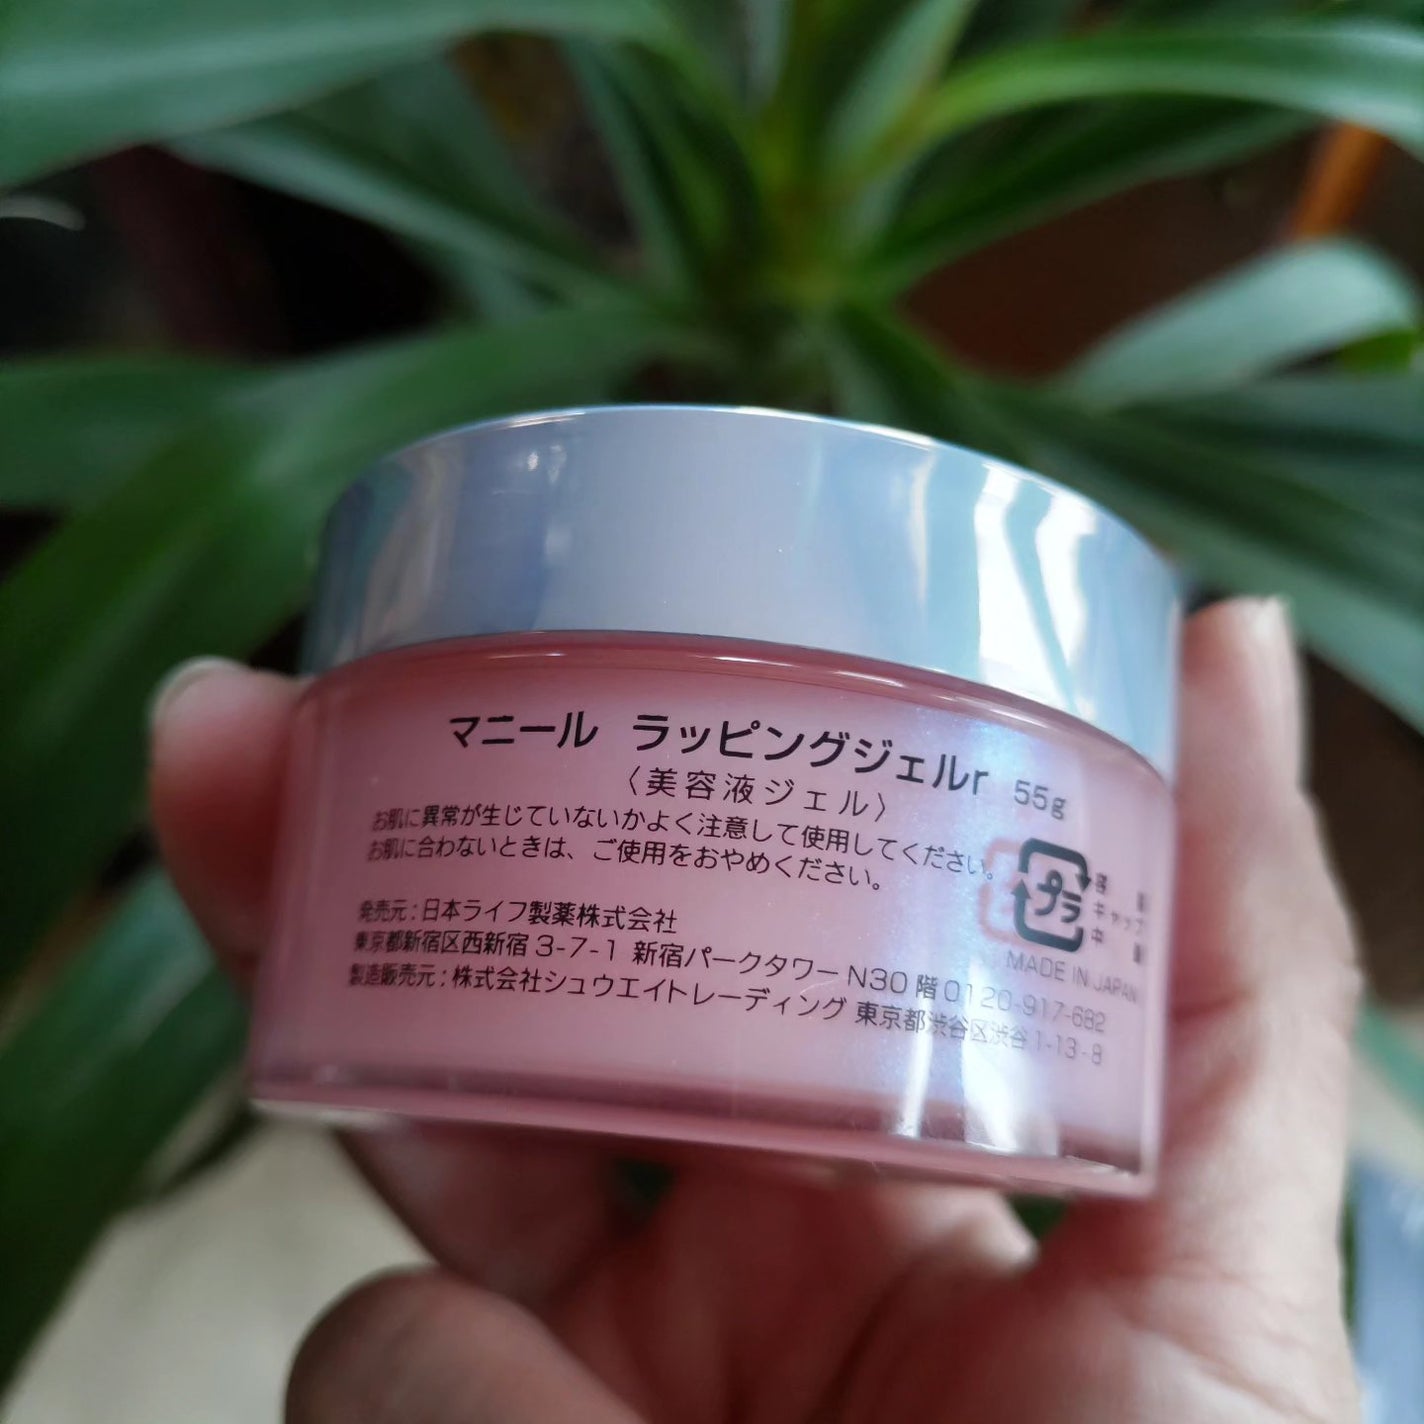 マニール ラッピングジェルr 55g
〈美容液ジェル〉
お肌に異常が生じていないかよく注意して使用してください。
お肌に合わないときは、ご使用をおやめください。
プラ
容器
キャップ
中
MADE IN JAPAN
発売元:日本ライフ製薬株式会社
東京都新宿区西新宿3-7-1 新宿パークタワーN30階 0120-917-682
製造販売元:株式会社シュウエイトレーディング 東京都渋谷区渋谷1-13-8